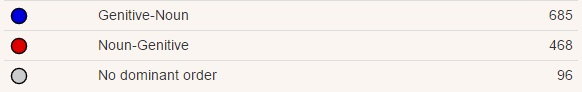 Genitive-Noun 685
Noun-Genitive 468
No dominant order 96